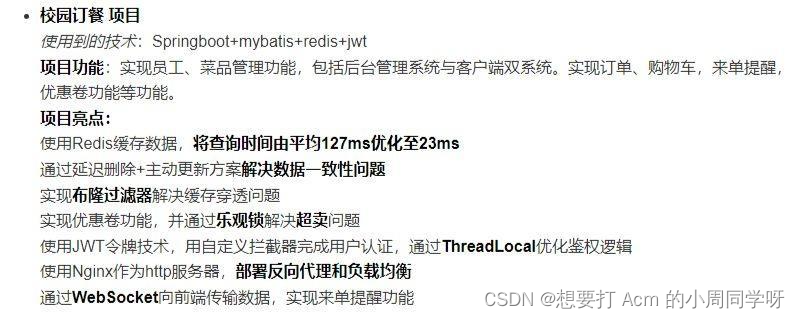 校园订餐 项目
使用到的技术：Springboot+mybatis+redis+jwt
项目功能：实现员工、菜品管理功能，包括后台管理系统与客户端双系统。实现订单、购物车，来单提醒，
优惠卷功能等功能。
项目亮点：
使用Redis缓存数据，将查询时间由平均127ms优化至23ms
通过延迟删除+主动更新方案解决数据一致性问题
实现布隆过滤器解决缓存穿透问题
实现优惠卷功能，并通过乐观锁解决超卖问题
使用JWT令牌技术，用自定义拦截器完成用户认证，通过ThreadLocal优化鉴权逻辑
使用Nginx作为http服务器，部署反向代理和负载均衡
通过WebSocket向前端传输数据，实现来单提醒功能
CSDN @想要打 Acm 的小周同学呀